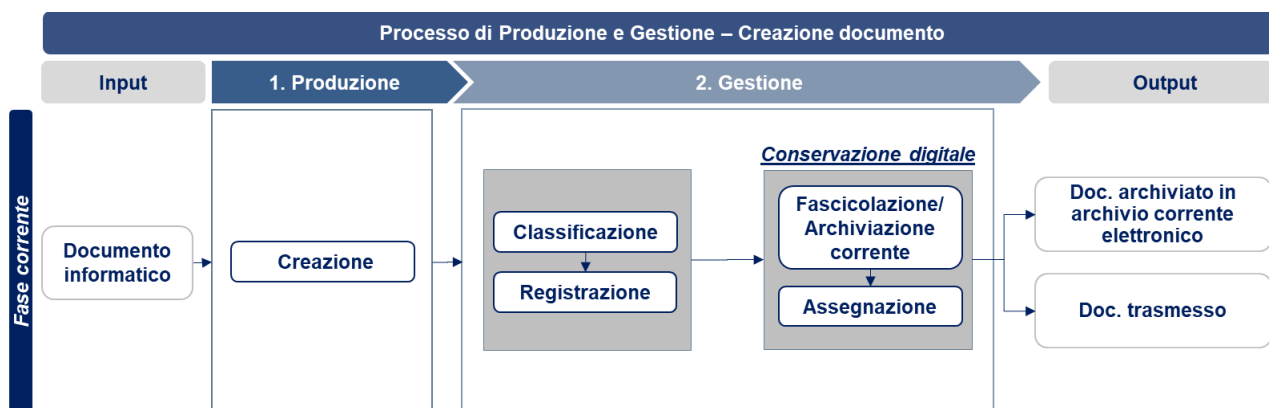 Processo di Produzione e Gestione – Creazione documento
Input
1. Produzione
2. Gestione
Output
Fase corrente
Documento
informatico
Creazione
Classificazione
Registrazione
Conservazione digitale
Fascicolazione/
Archiviazione
corrente
Assegnazione
Doc. archiviato in
archivio corrente
elettronico
Doc. trasmesso